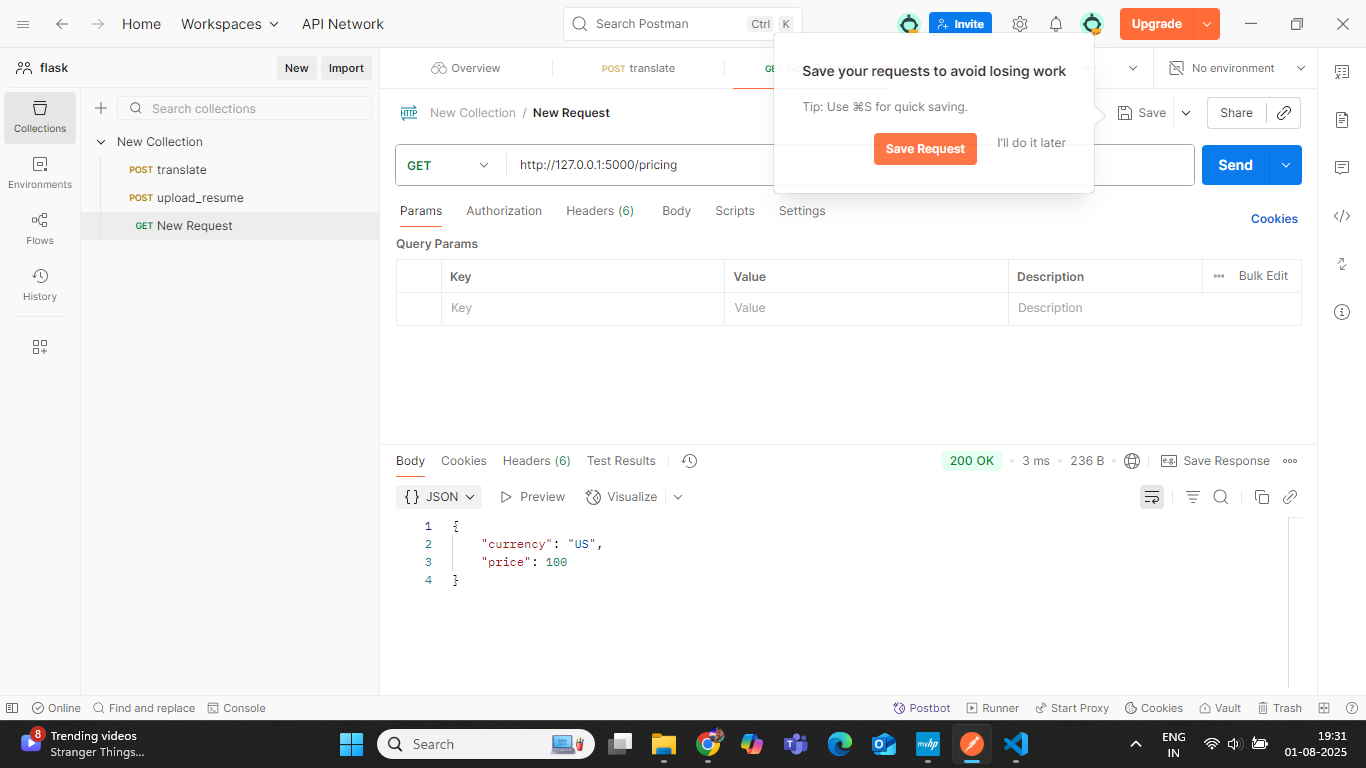 Home Workspaces API Network Search Postman Ctrl K Invite Upgrade
flask New Import Overview POST translate GE No environment
Save your requests to avoid losing work
Tip: Use ⌘S for quick saving.
Save Request I'll do it later
Collections
Search collections
HTTP New Collection / New Request Save Share
New Collection
POST translate
POST upload_resume
GET New Request
Environments
Flows
History
GET http://127.0.0.1:5000/pricing Send
Params Authorization Headers (6) Body Scripts Settings Cookies
Query Params
Key Value Description Bulk Edit
Key Value Description
Body Cookies Headers (6) Test Results 200 OK • 3 ms • 236 B • e.g. Save Response
{} JSON Preview Visualize
1 {
2 "currency": "US",
3 "price": 100
4 }
Online Find and replace Console Postbot Runner Start Proxy Cookies Vault Trash
8 Trending videos
Stranger Things...
Search
myhp
ENG
IN
19:31
01-08-2025